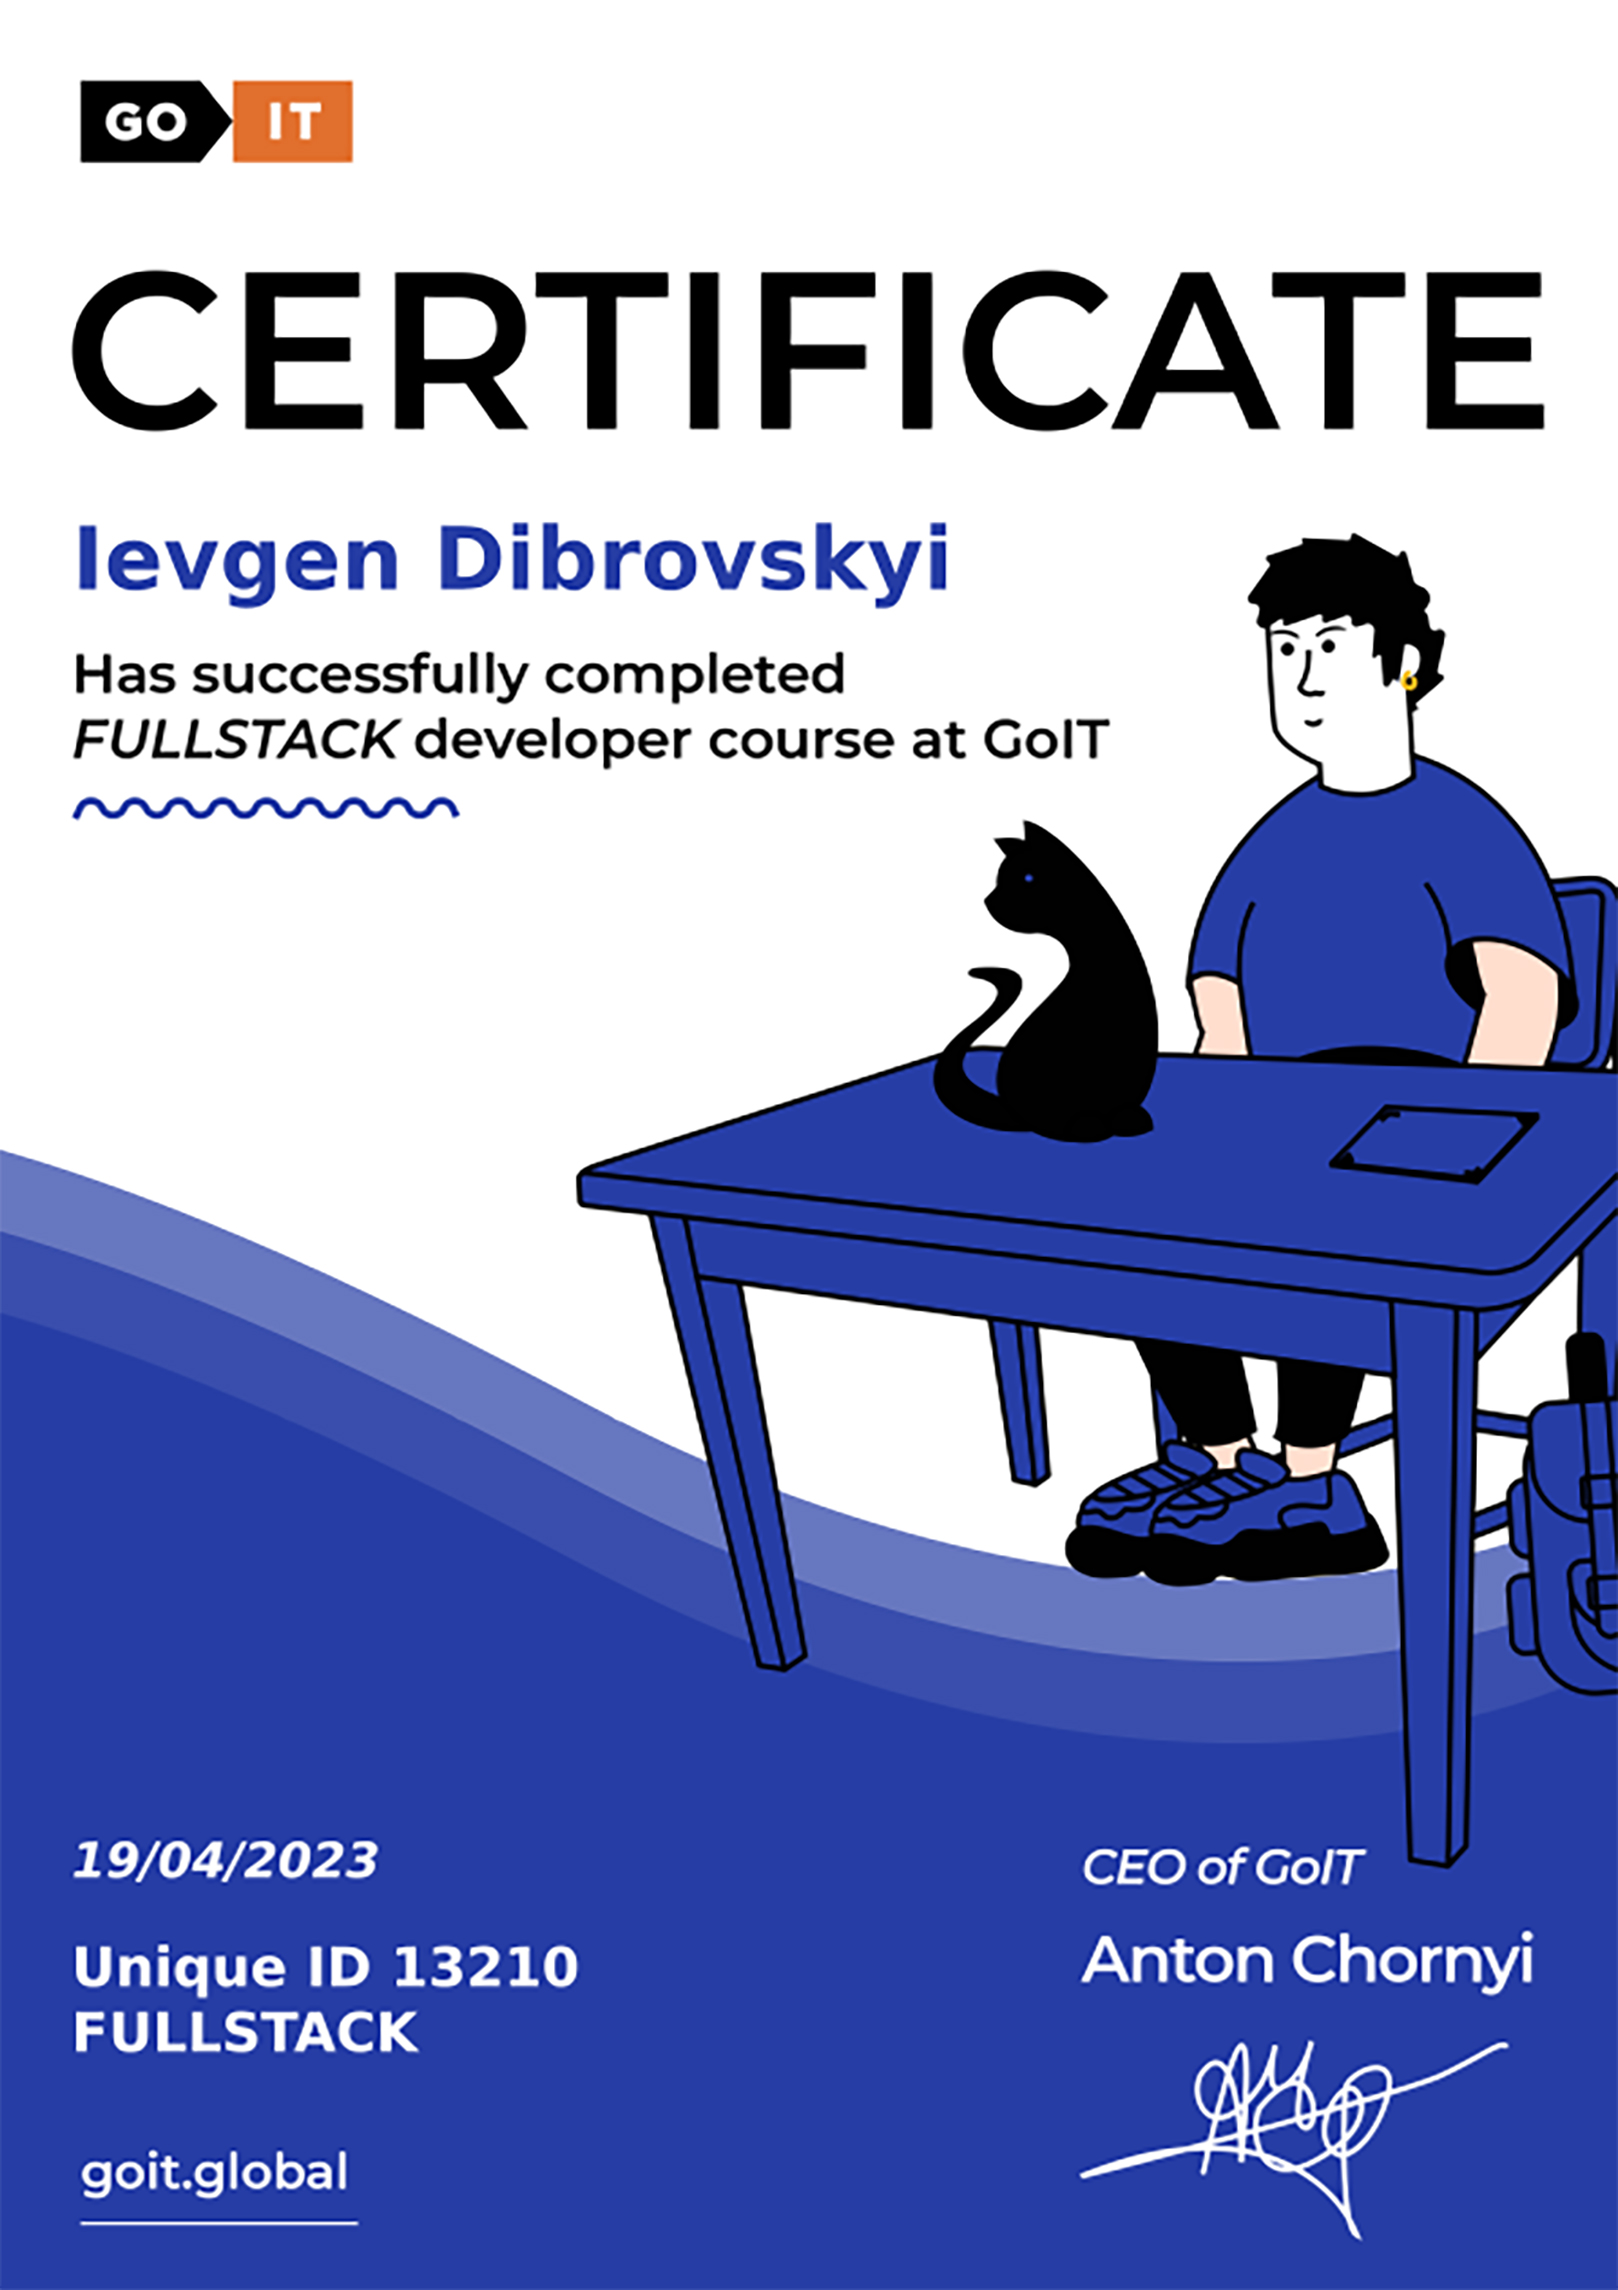 GO IT
CERTIFICATE
Ievgen Dibrovskyi
Has successfully completed
FULLSTACK developer course at GoIT
19/04/2023
Unique ID 13210
FULLSTACK
goit.global
CEO of GoIT
Anton Chornyi